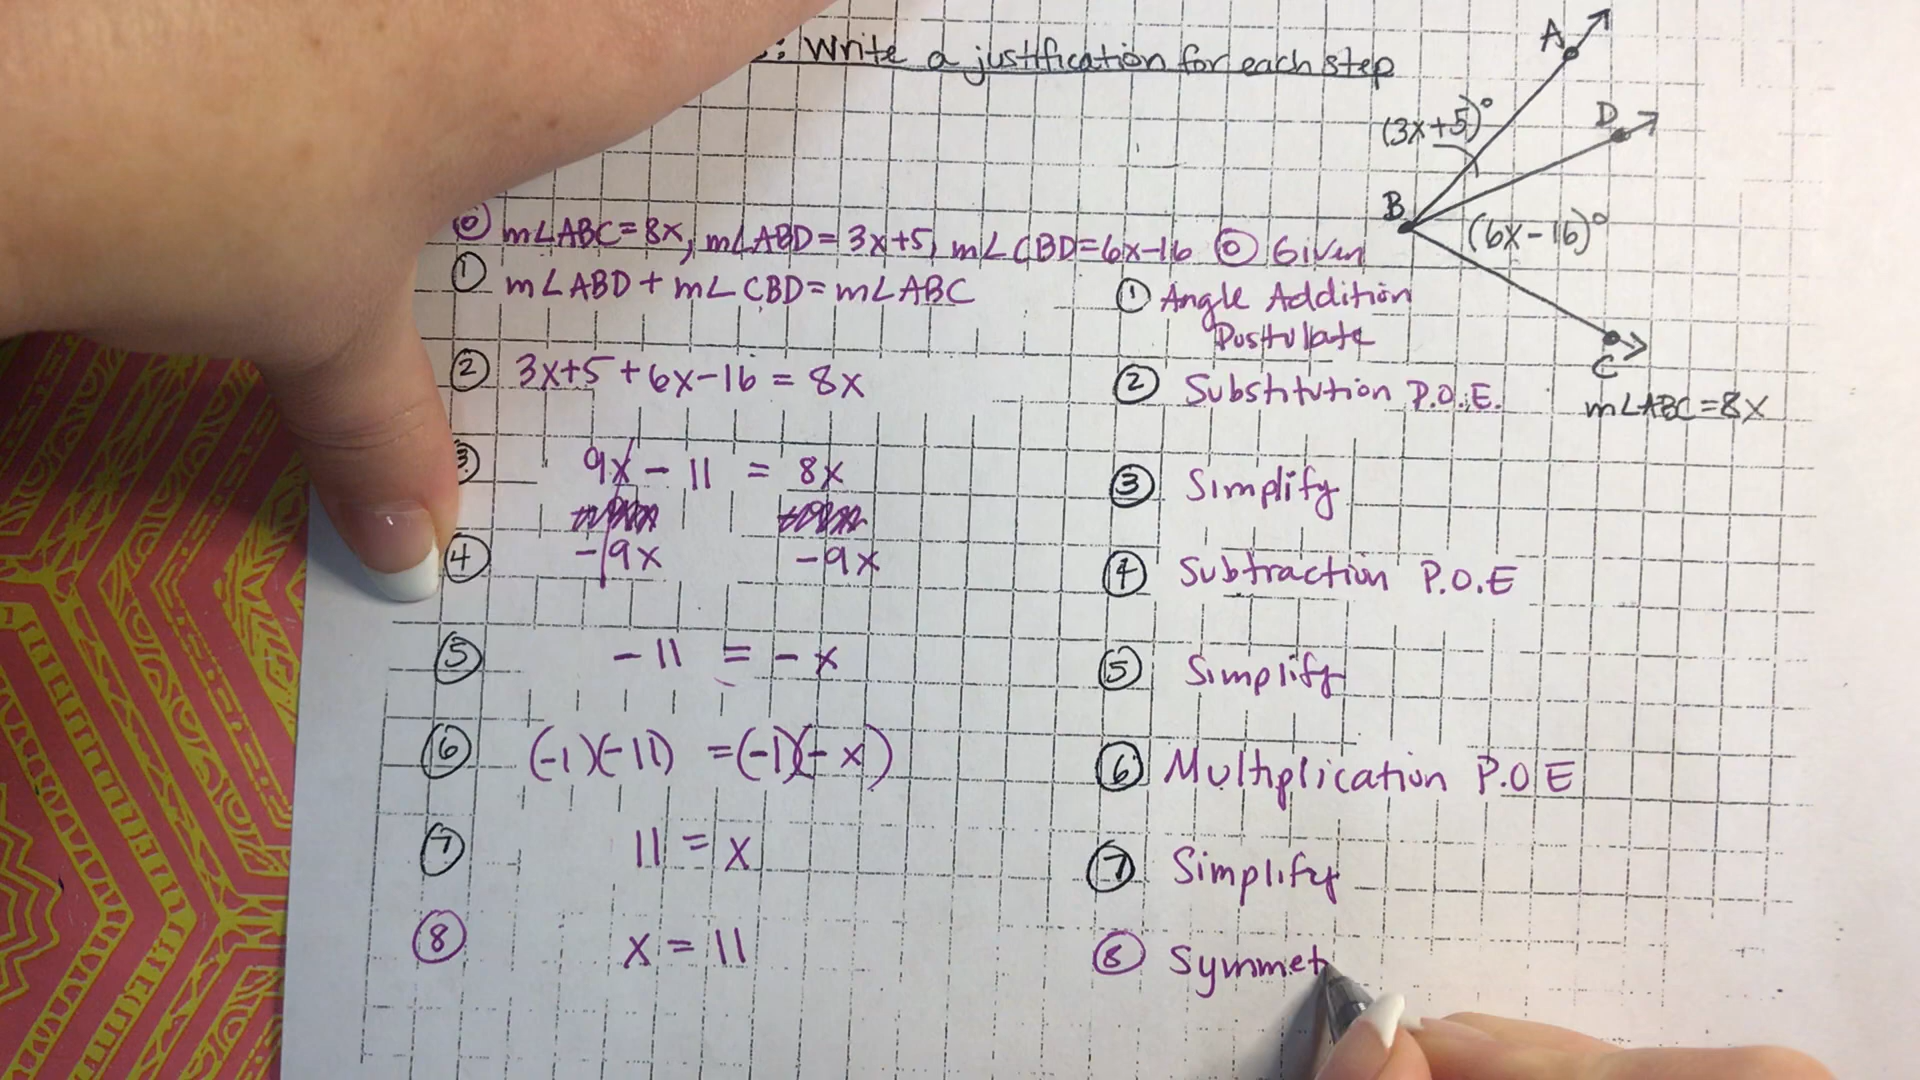 : Write a justification for each step
A
D
(3x+5)°
B
(6x-16)°
C
m∠ABC=8x
⓪ m∠ABC=8x, m∠ABD=3x+5, m∠CBD=6x-16 ⓪ Given
① m∠ABD+m∠CBD=m∠ABC ① Angle Addition
Postulate
② 3x+5+6x-16=8x ② Substitution P.O.E.
③ 9x-11=8x ③ Simplify
④ -9x -9x ④ Subtraction P.O.E
⑤ -11=-x ⑤ Simplify
⑥ (-1)(-11)=(-1)(-x) ⑥ Multiplication P.O E
⑦ 11=x ⑦ Simplify
⑧ x=11 ⑧ Symmet